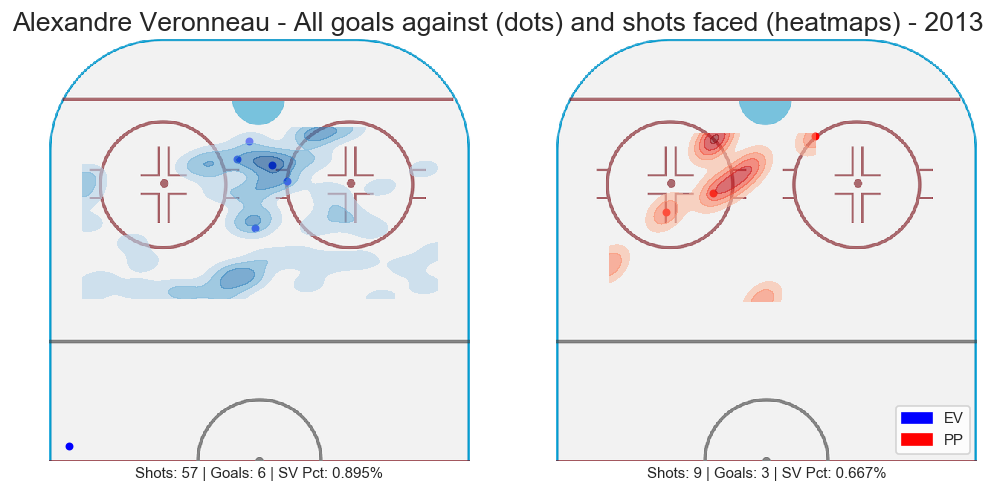 Alexandre Veronneau - All goals against (dots) and shots faced (heatmaps) - 2013
EV
PP
Shots: 57 | Goals: 6 | SV Pct: 0.895%
Shots: 9 | Goals: 3 | SV Pct: 0.667%